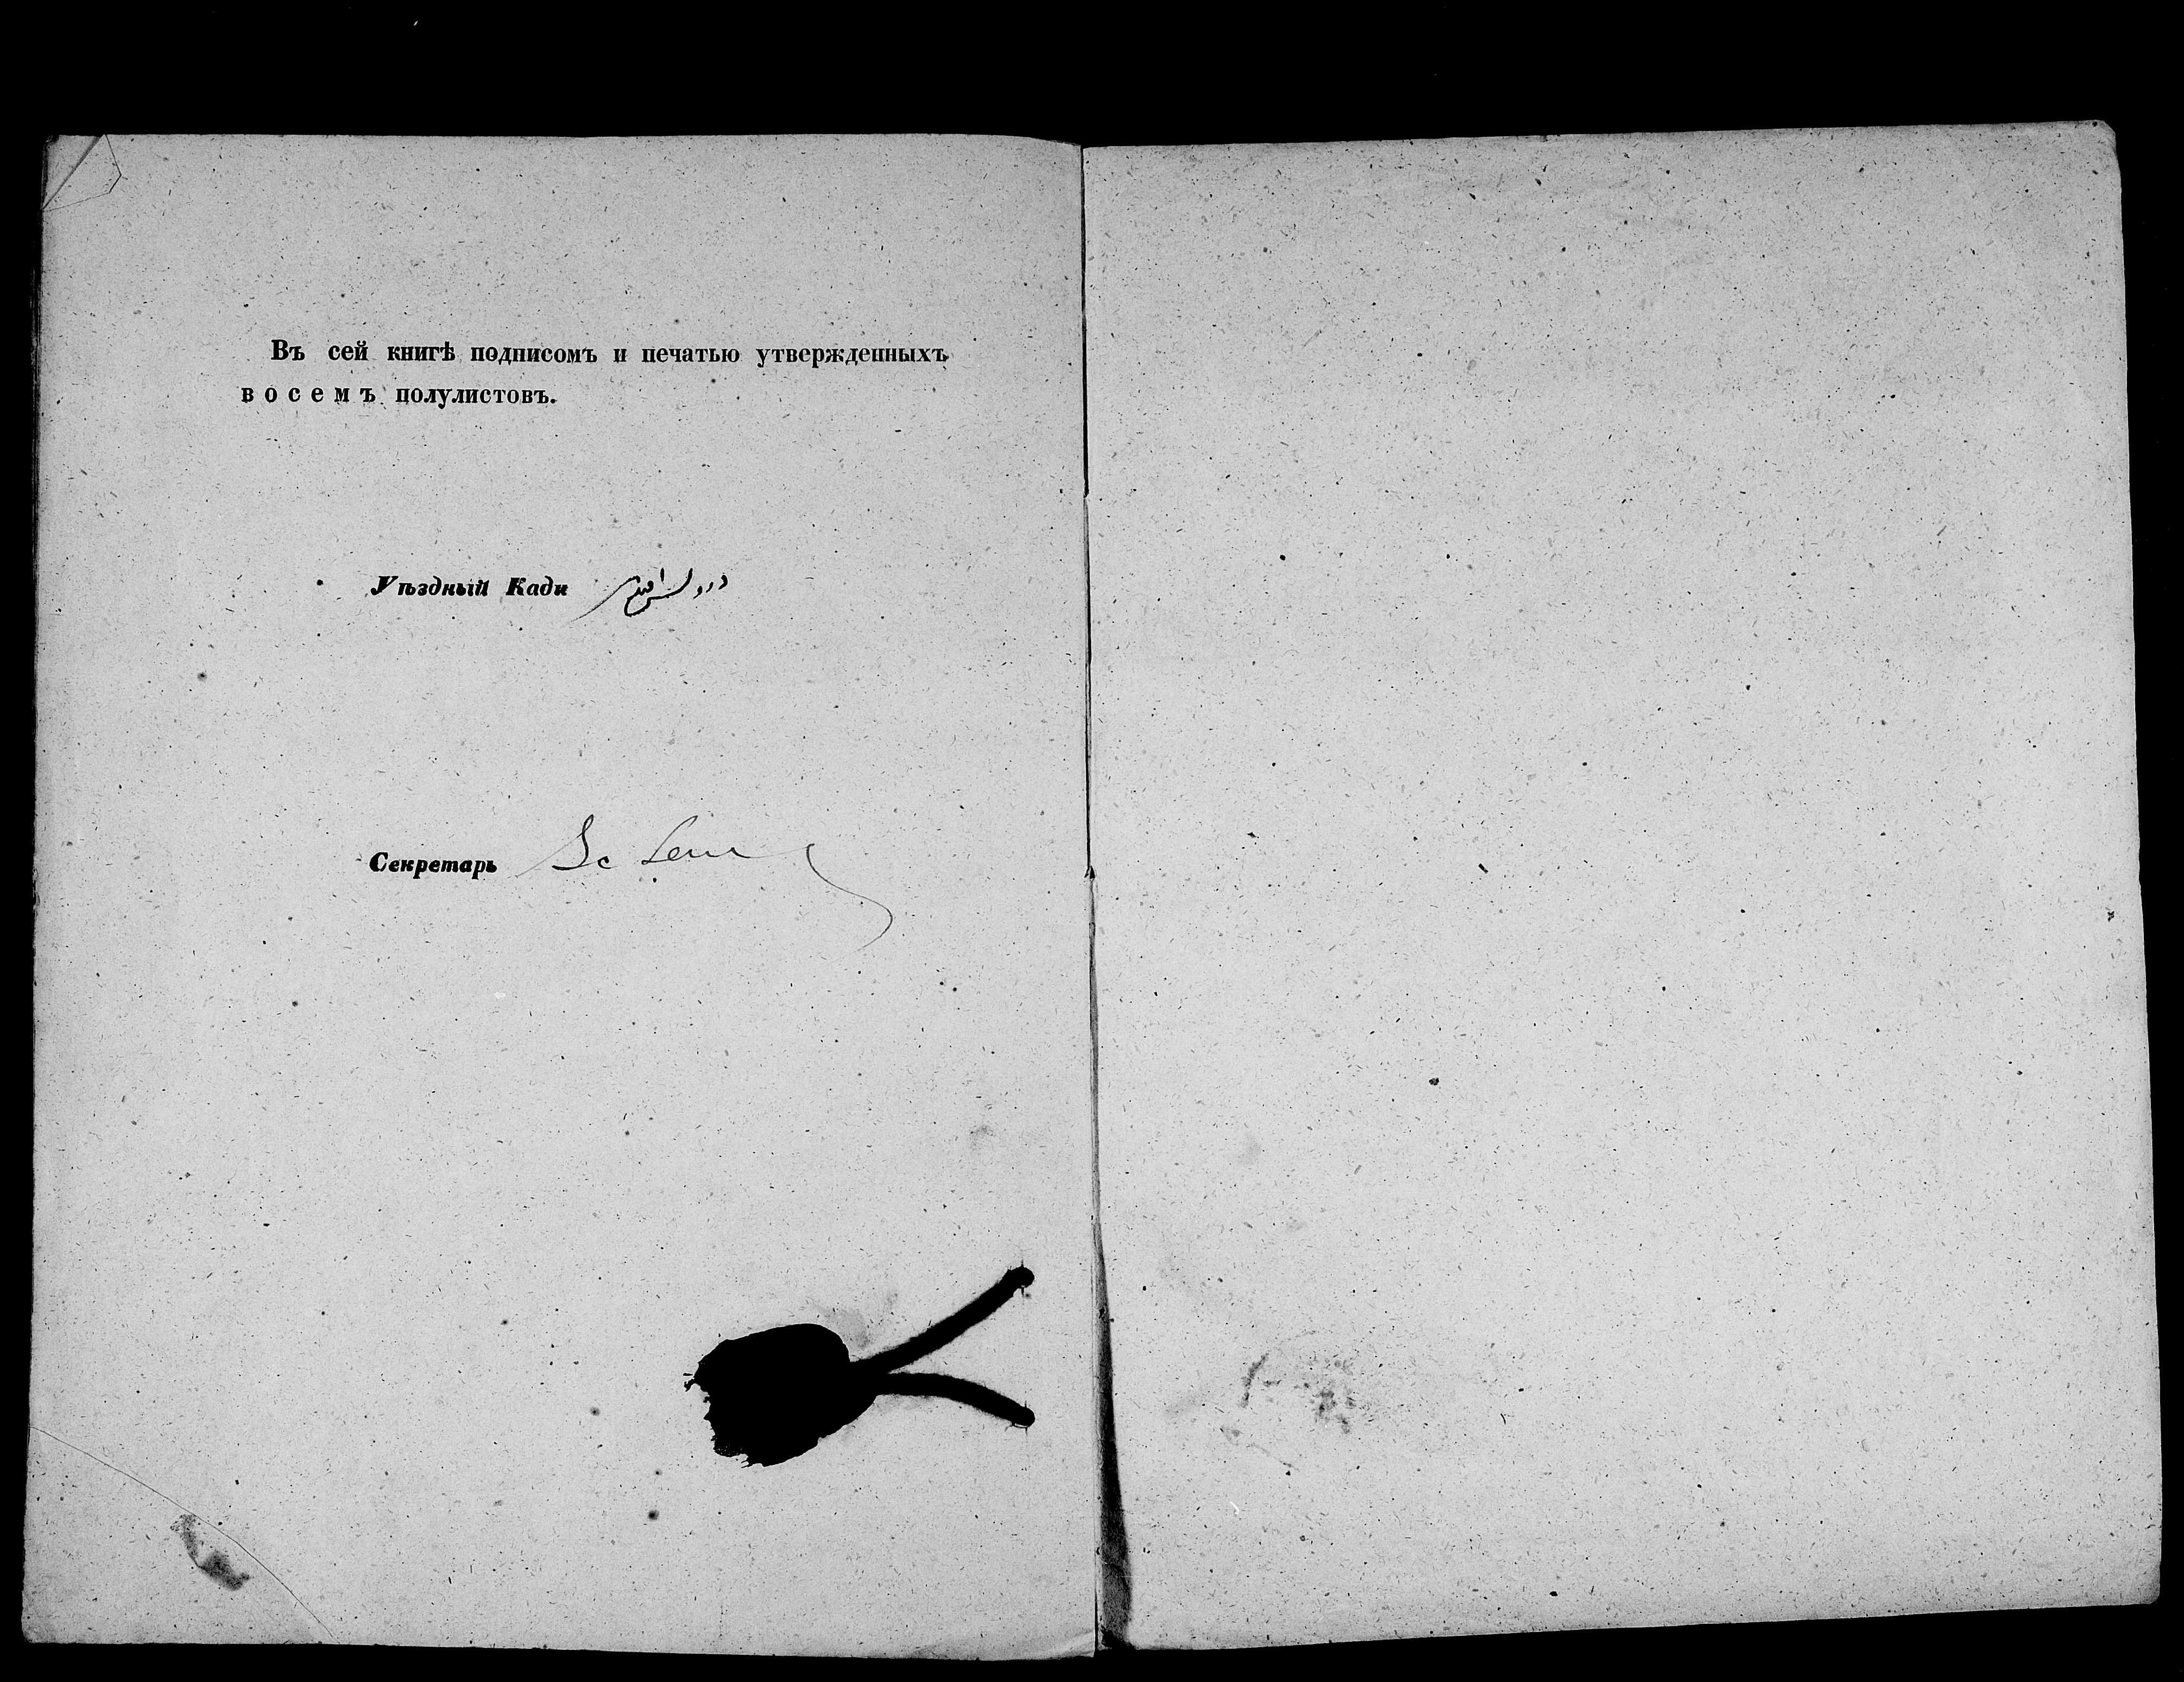 Въ сей книгѣ подписомъ и печатью утвержденныхъ
восемъ полулистовъ.
Уѣздный Кади
Секретарь